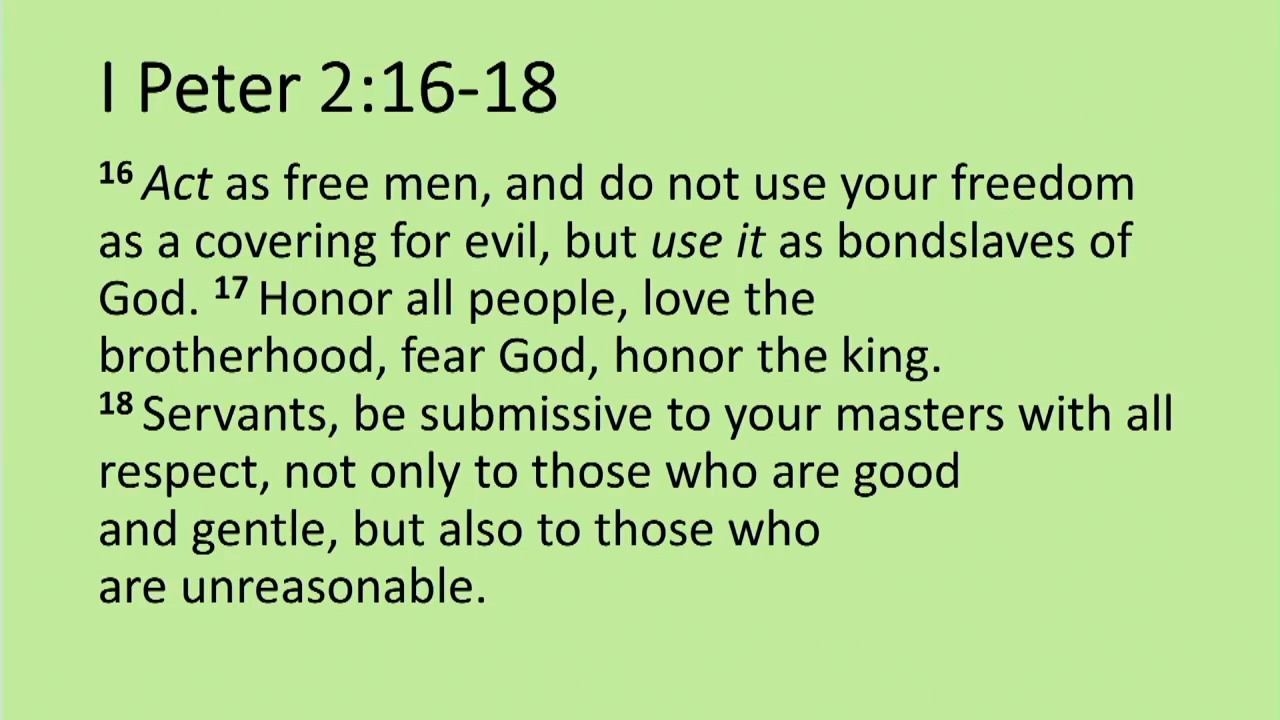 I Peter 2:16-18
16 Act as free men, and do not use your freedom
as a covering for evil, but use it as bondslaves of
God. 17 Honor all people, love the
brotherhood, fear God, honor the king.
18 Servants, be submissive to your masters with all
respect, not only to those who are good
and gentle, but also to those who
are unreasonable.